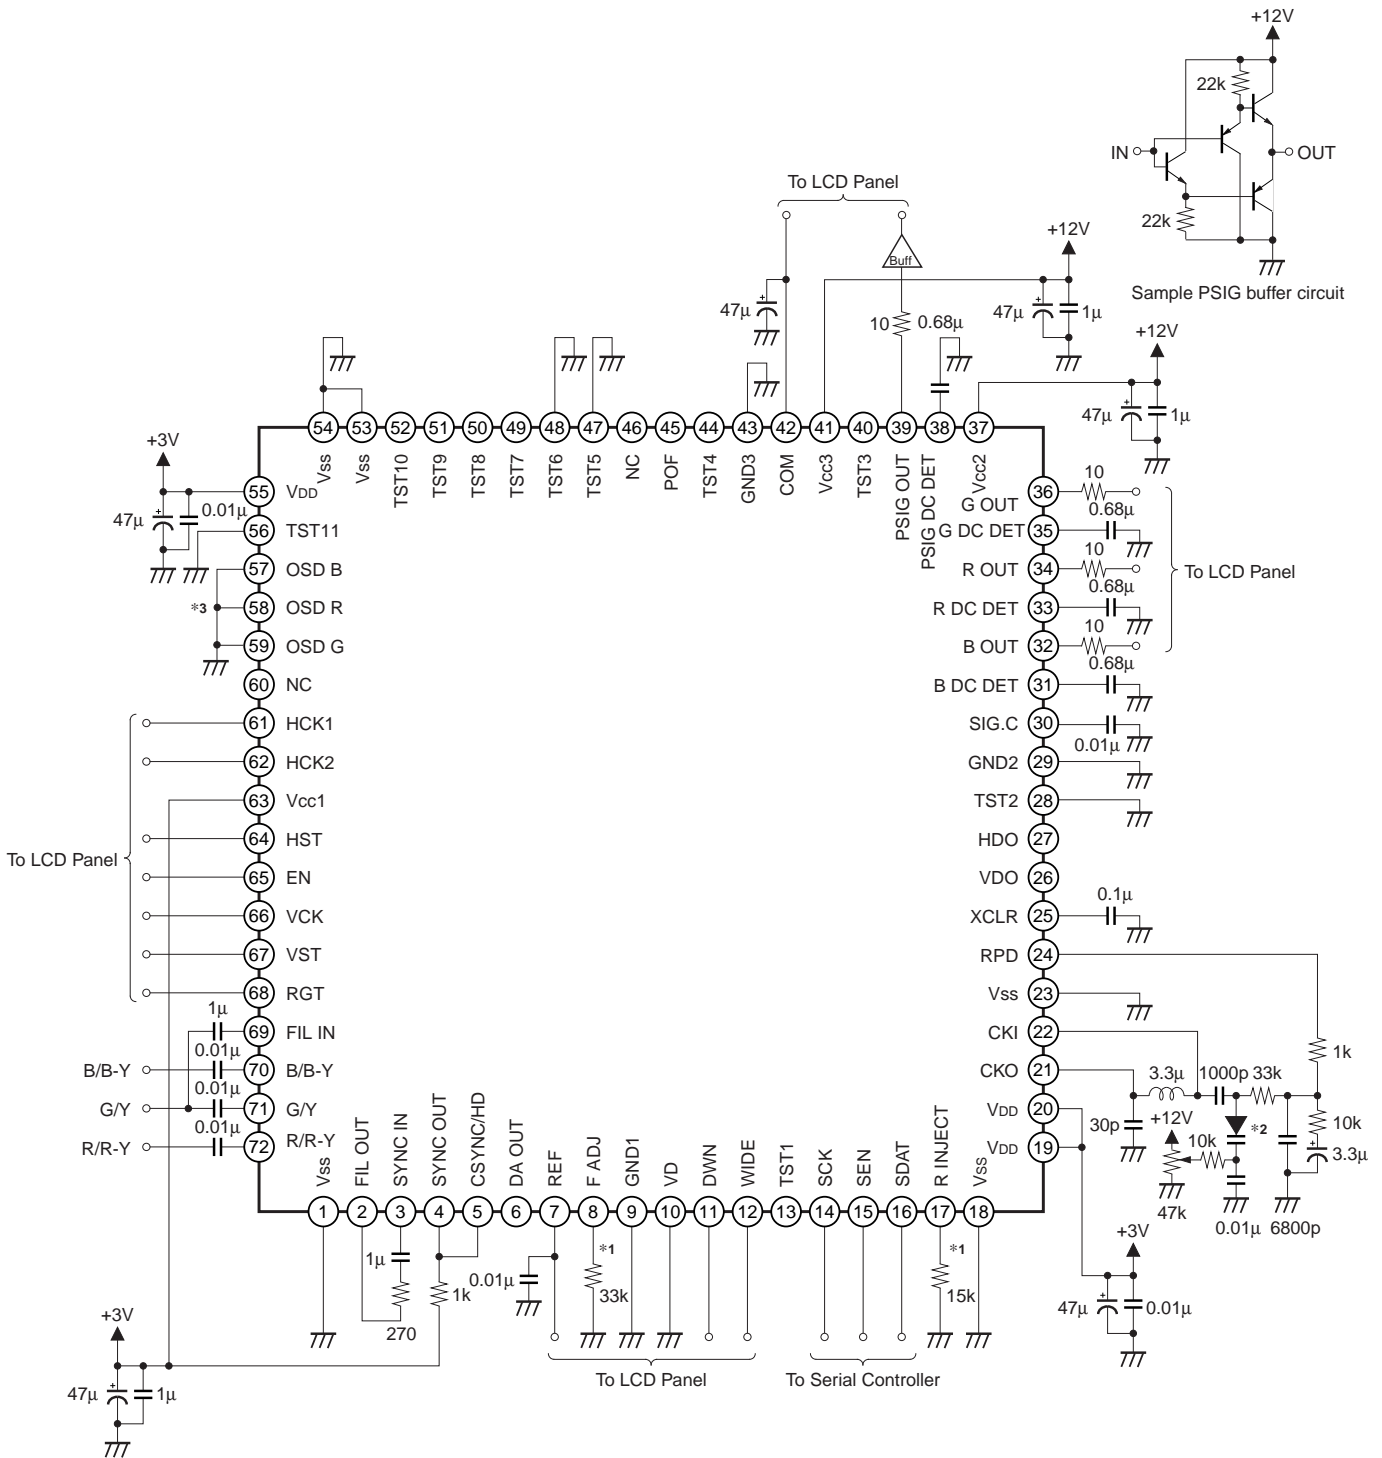 +12V
22k
IN
OUT
22k
Sample PSIG buffer circuit
To LCD Panel
Buff
+12V
47μ
+
10
0.68μ
47μ
+
1μ
+12V
47μ
+
1μ
54
53
52
51
50
49
48
47
46
45
44
43
42
41
40
39
38
37
Vss
Vss
TST10
TST9
TST8
TST7
TST6
TST5
NC
POF
TST4
GND3
COM
Vcc3
TST3
PSIG OUT
PSIG DC DET
Vcc2
+3V
47μ
+
0.01μ
55 VDD
56 TST11
57 OSD B
*3
58 OSD R
59 OSD G
60 NC
61 HCK1
62 HCK2
63 Vcc1
64 HST
To LCD Panel
65 EN
66 VCK
67 VST
68 RGT
1μ
69 FIL IN
0.01μ
B/B-Y
70 B/B-Y
0.01μ
G/Y
71 G/Y
0.01μ
R/R-Y
72 R/R-Y
G OUT 36
10
0.68μ
G DC DET 35
10
R OUT 34
To LCD Panel
0.68μ
R DC DET 33
10
B OUT 32
0.68μ
B DC DET 31
SIG.C 30
0.01μ
GND2 29
TST2 28
HDO 27
VDO 26
0.1μ
XCLR 25
RPD 24
Vss 23
CKI 22
1k
CKO 21
3.3μ
1000p
33k
VDD 20
30p
+12V
*2
10k
10k
VDD 19
3.3μ
+
47k
0.01μ
6800p
Vss
FIL OUT
SYNC IN
SYNC OUT
CSYNC/HD
DA OUT
REF
F ADJ
GND1
VD
DWN
WIDE
TST1
SCK
SEN
SDAT
R INJECT
Vss
1
2
3
4
5
6
7
8
9
10
11
12
13
14
15
16
17
18
1μ
270
1k
0.01μ
*1
33k
*1
15k
+3V
47μ
+
0.01μ
+3V
47μ
+
1μ
To LCD Panel
To Serial Controller